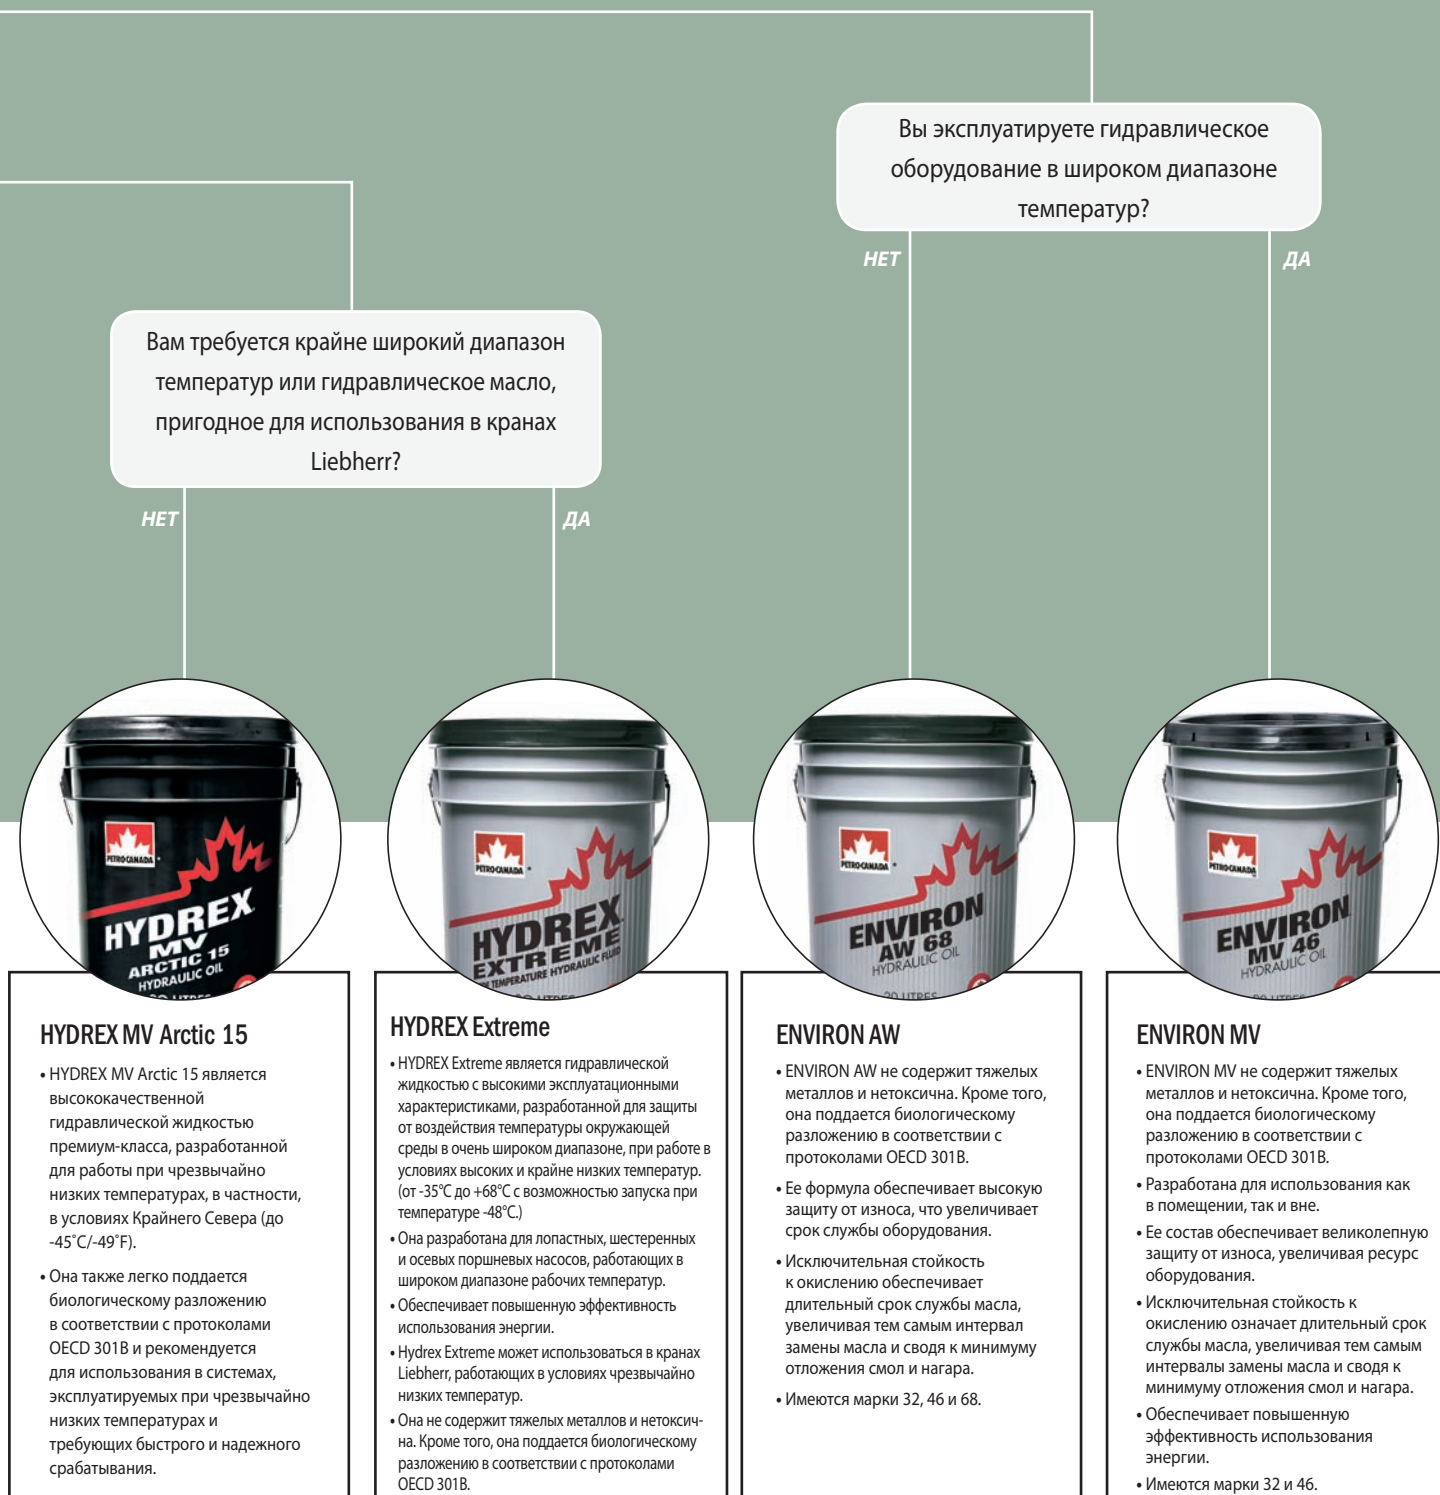 Вы эксплуатируете гидравлическое
оборудование в широком диапазоне
температур?
НЕТ
ДА
Вам требуется крайне широкий диапазон
температур или гидравлическое масло,
пригодное для использования в кранах
Liebherr?
НЕТ
ДА
PETRO-CANADA
HYDREX
MV
ARCTIC 15
HYDRAULIC OIL
PETRO-CANADA
HYDREX
EXTREME
TEMPERATURE HYDRAULIC FLUID
PETRO-CANADA
ENVIRON
AW 68
HYDRAULIC OIL
20 LITRES
PETRO-CANADA
ENVIRON
MV 46
HYDRAULIC OIL
HYDREX MV Arctic 15
• HYDREX MV Arctic 15 является
высококачественной
гидравлической жидкостью
премиум-класса, разработанной
для работы при чрезвычайно
низких температурах, в частности,
в условиях Крайнего Севера (до
-45˚C/-49˚F).
• Она также легко поддается
биологическому разложению
в соответствии с протоколами
OECD 301B и рекомендуется
для использования в системах,
эксплуатируемых при чрезвычайно
низких температурах и
требующих быстрого и надежного
срабатывания.
HYDREX Extreme
• HYDREX Extreme является гидравлической
жидкостью с высокими эксплуатационными
характеристиками, разработанной для защиты
от воздействия температуры окружающей
среды в очень широком диапазоне, при работе в
условиях высоких и крайне низких температур.
(от -35°C до +68°C с возможностью запуска при
температуре -48°C.)
• Она разработана для лопастных, шестеренных
и осевых поршневых насосов, работающих в
широком диапазоне рабочих температур.
• Обеспечивает повышенную эффективность
использования энергии.
• Hydrex Extreme может использоваться в кранах
Liebherr, работающих в условиях чрезвычайно
низких температур.
• Она не содержит тяжелых металлов и нетоксич-
на. Кроме того, она поддается биологическому
разложению в соответствии с протоколами
OECD 301B.
ENVIRON AW
• ENVIRON AW не содержит тяжелых
металлов и нетоксична. Кроме того,
она поддается биологическому
разложению в соответствии с
протоколами OECD 301B.
• Ее формула обеспечивает высокую
защиту от износа, что увеличивает
срок службы оборудования.
• Исключительная стойкость
к окислению обеспечивает
длительный срок службы масла,
увеличивая тем самым интервал
замены масла и сводя к минимуму
отложения смол и нагара.
• Имеются марки 32, 46 и 68.
ENVIRON MV
• ENVIRON MV не содержит тяжелых
металлов и нетоксична. Кроме того,
она поддается биологическому
разложению в соответствии с
протоколами OECD 301B.
• Разработана для использования как
в помещении, так и вне.
• Ее состав обеспечивает великолепную
защиту от износа, увеличивая ресурс
оборудования.
• Исключительная стойкость к
окислению означает длительный срок
службы масла, увеличивая тем самым
интервалы замены масла и сводя к
минимуму отложения смол и нагара.
• Обеспечивает повышенную
эффективность использования
энергии.
• Имеются марки 32 и 46.